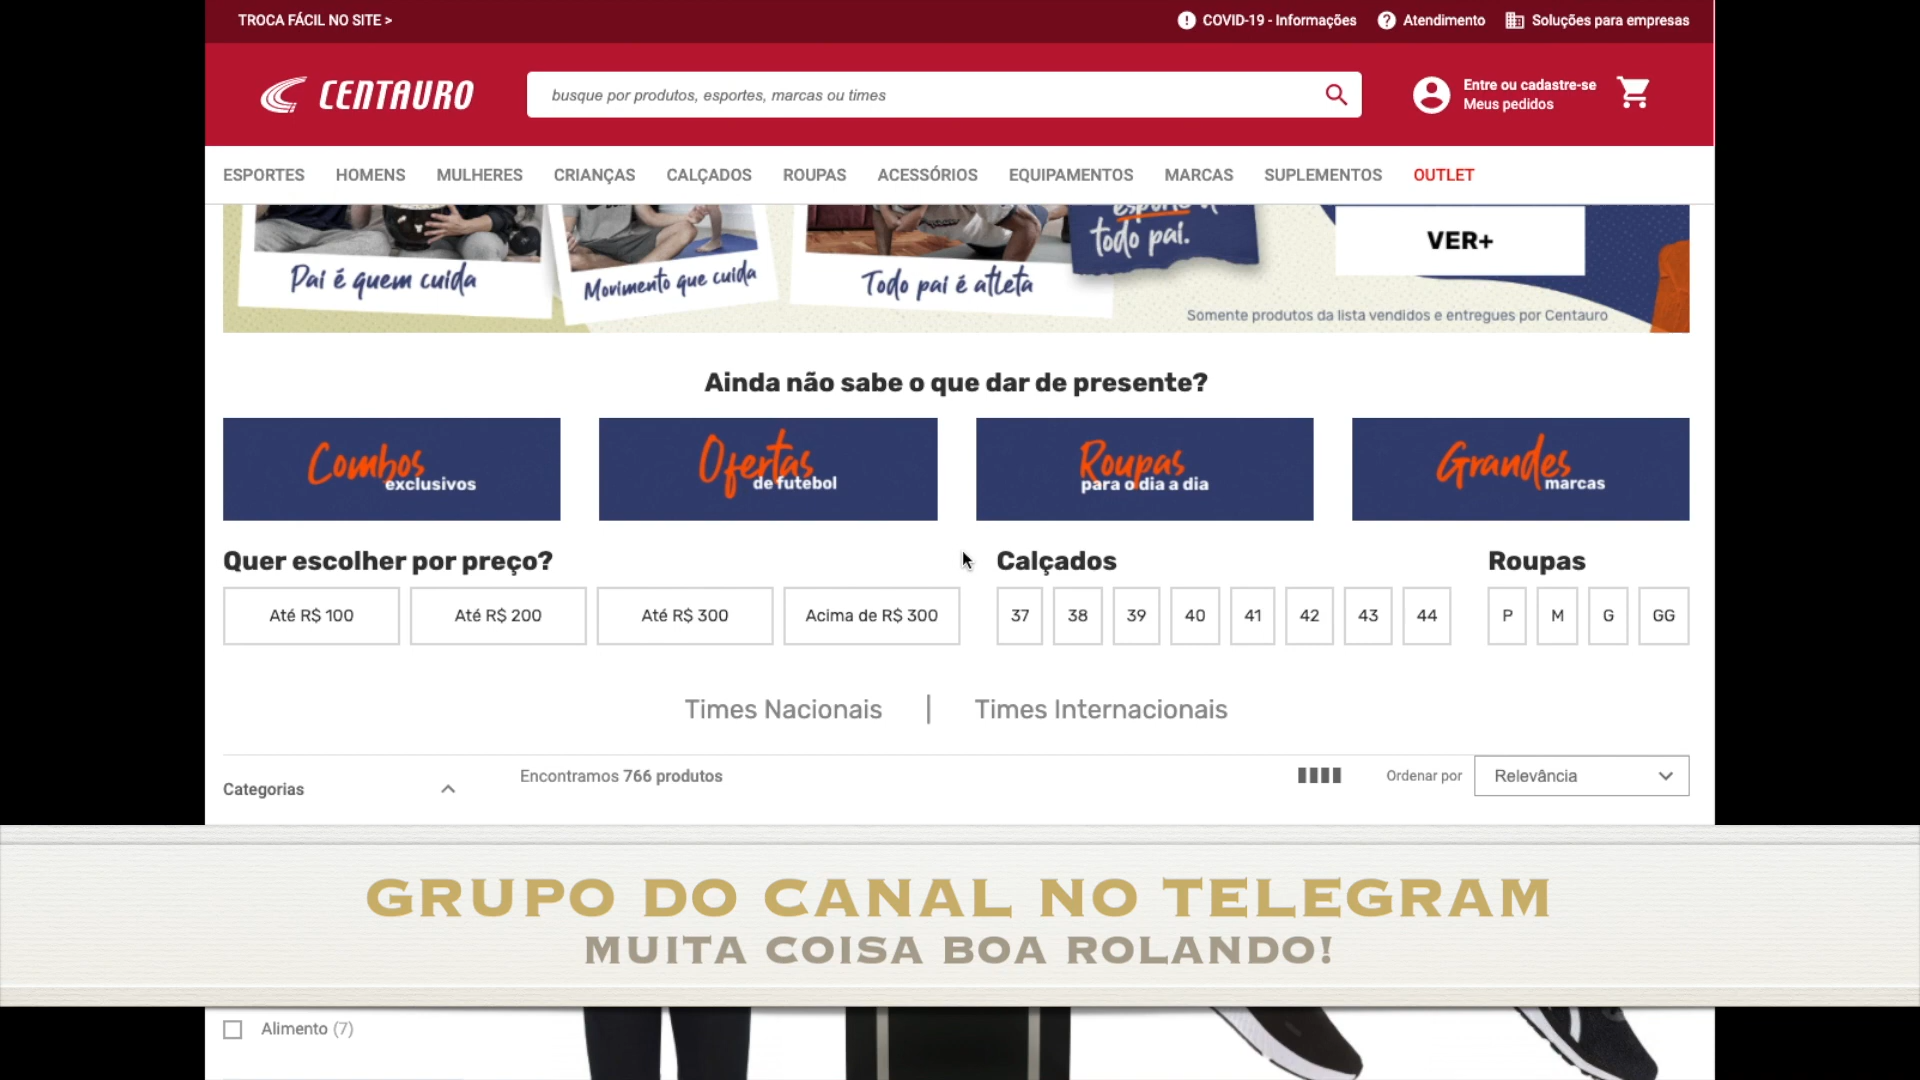 TROCA FÁCIL NO SITE >
COVID-19 - Informações
Atendimento
Soluções para empresas
CENTAURO
busque por produtos, esportes, marcas ou times
Entre ou cadastre-se
Meus pedidos
ESPORTES HOMENS MULHERES CRIANÇAS CALÇADOS ROUPAS ACESSÓRIOS EQUIPAMENTOS MARCAS SUPLEMENTOS OUTLET
Pai é quem cuida
Movimento que cuida
Todo pai é atleta
todo pai.
VER+
Somente produtos da lista vendidos e entregues por Centauro
Ainda não sabe o que dar de presente?
Combos
exclusivos
Ofertas
de futebol
Roupas
para o dia a dia
Grandes
marcas
Quer escolher por preço?
Até R$ 100
Até R$ 200
Até R$ 300
Acima de R$ 300
Calçados
37 38 39 40 41 42 43 44
Roupas
P M G GG
Times Nacionais | Times Internacionais
Categorias
Encontramos 766 produtos
Ordenar por
Relevância
GRUPO DO CANAL NO TELEGRAM
MUITA COISA BOA ROLANDO!
Alimento (7)